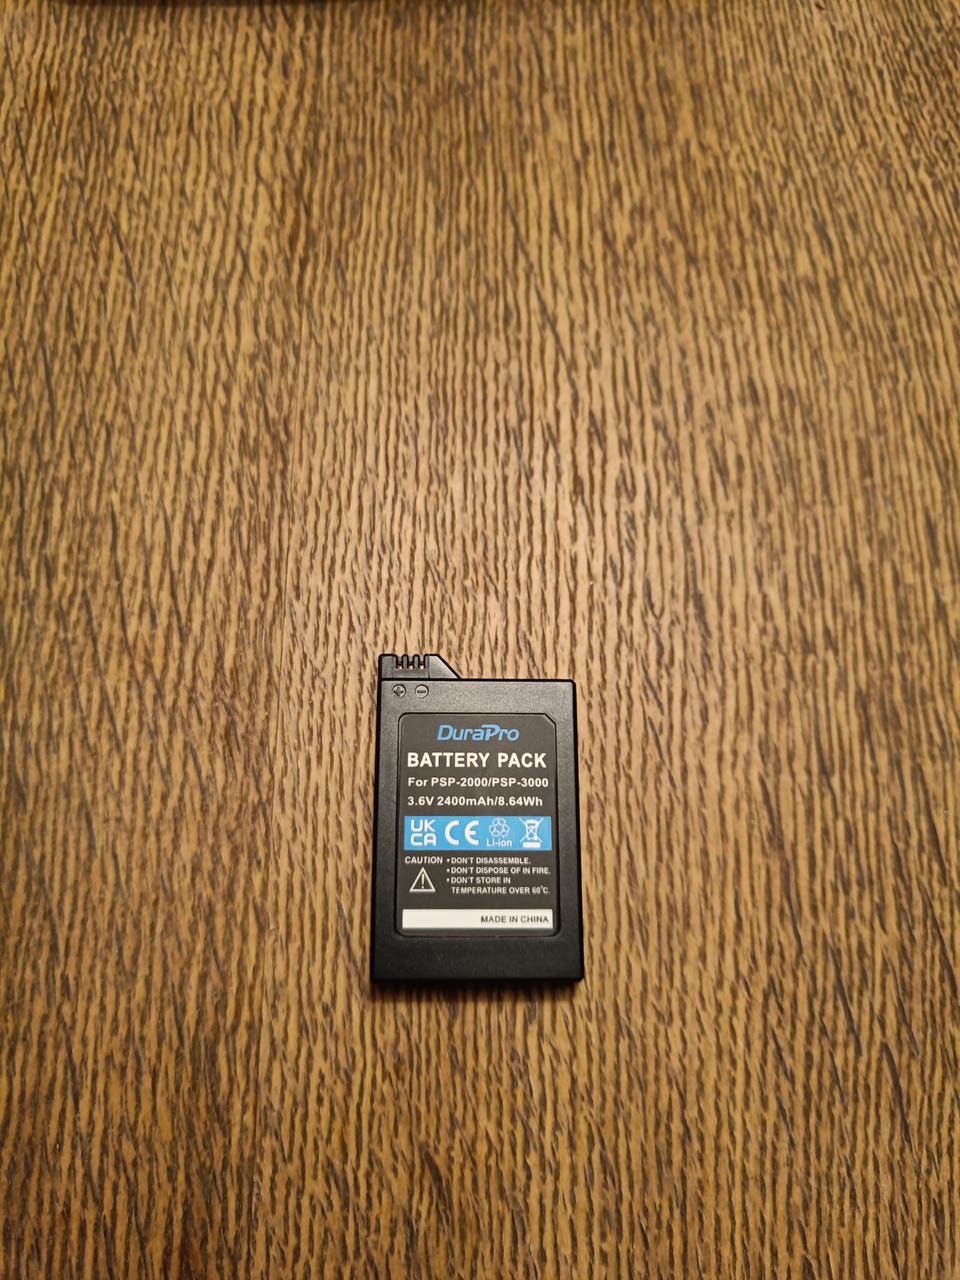 DuraPro
BATTERY PACK
For PSP-2000/PSP-3000
3.6V 2400mAh/8.64Wh
UK
CA CE Li-ion
CAUTION • DON'T DISASSEMBLE.
• DON'T DISPOSE OF IN FIRE.
• DON'T STORE IN
TEMPERATURE OVER 60°C.
MADE IN CHINA